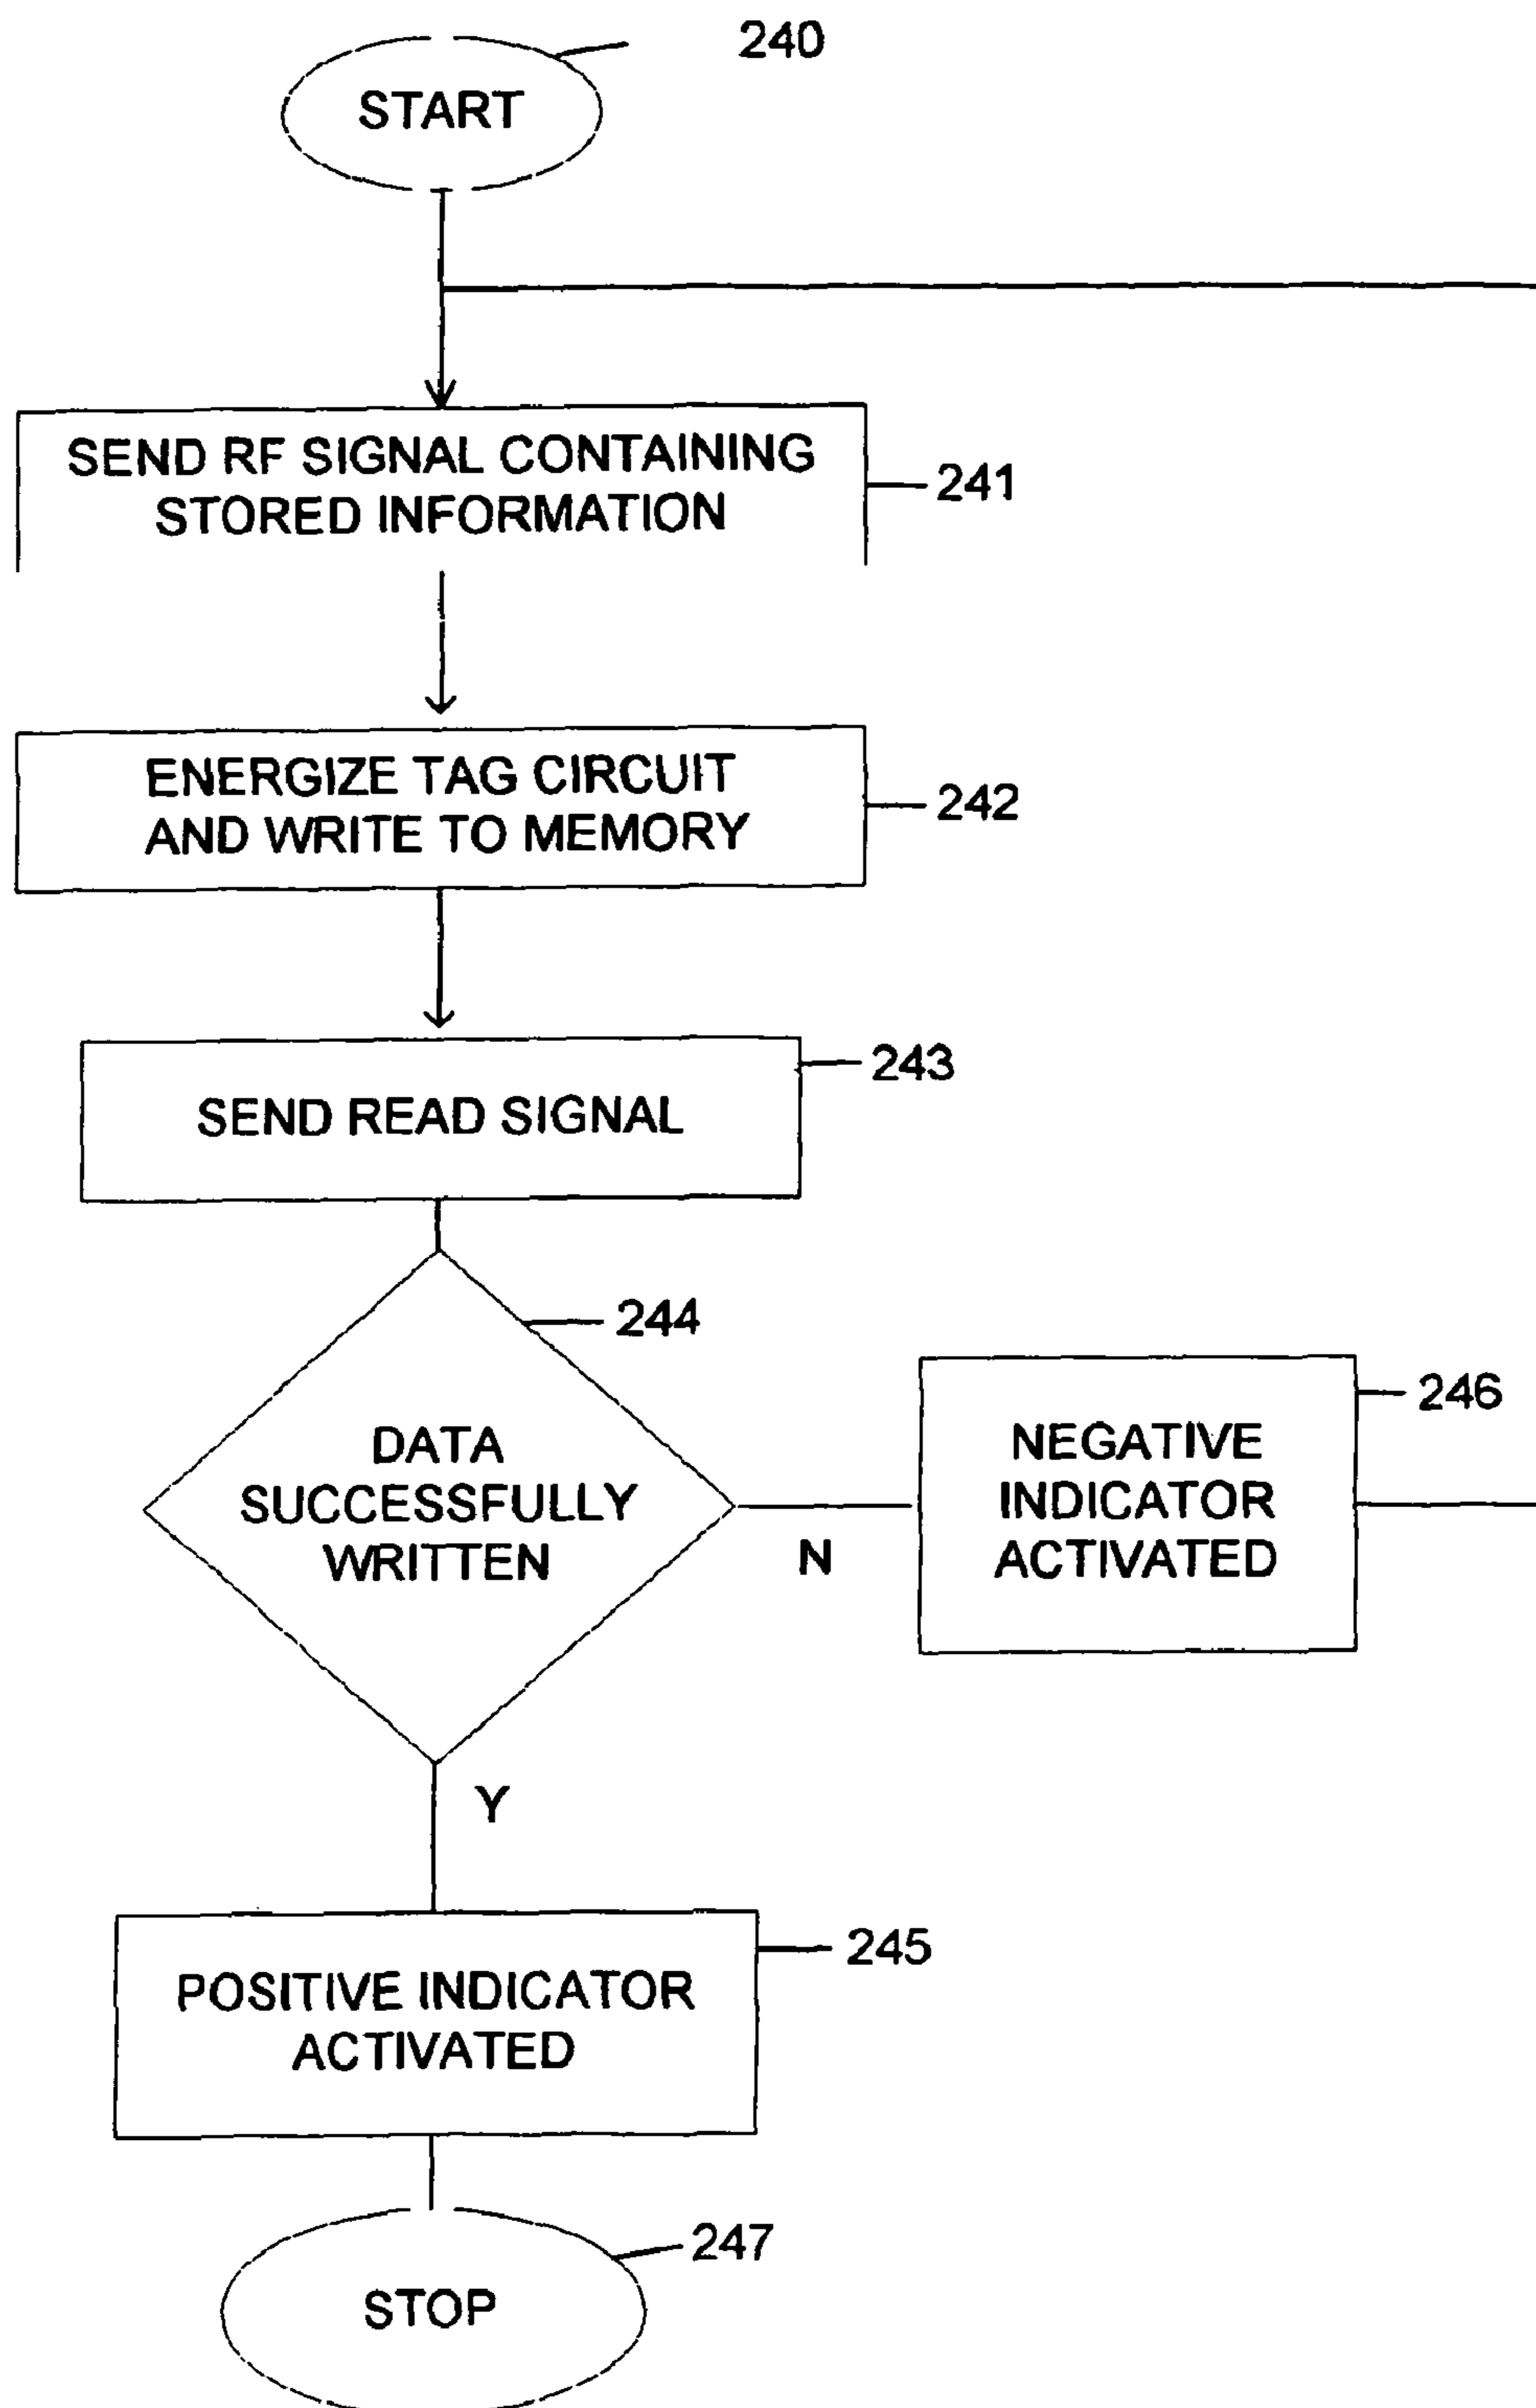 240
START
SEND RF SIGNAL CONTAINING
STORED INFORMATION
241
ENERGIZE TAG CIRCUIT
AND WRITE TO MEMORY
242
243
SEND READ SIGNAL
244
DATA
SUCCESSFULLY
WRITTEN
N
246
NEGATIVE
INDICATOR
ACTIVATED
Y
245
POSITIVE INDICATOR
ACTIVATED
247
STOP